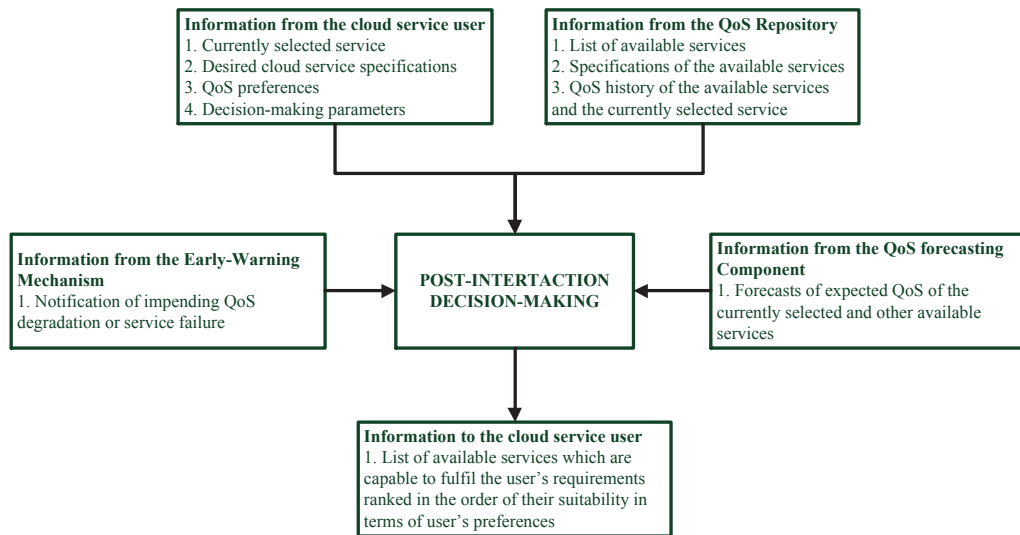 Information from the cloud service user
1. Currently selected service
2. Desired cloud service specifications
3. QoS preferences
4. Decision-making parameters
Information from the QoS Repository
1. List of available services
2. Specifications of the available services
3. QoS history of the available services
and the currently selected service
Information from the Early-Warning
Mechanism
1. Notification of impending QoS
degradation or service failure
POST-INTERTACTION
DECISION-MAKING
Information from the QoS forecasting
Component
1. Forecasts of expected QoS of the
currently selected and other available
services
Information to the cloud service user
1. List of available services which are
capable to fulfil the user’s requirements
ranked in the order of their suitability in
terms of user’s preferences